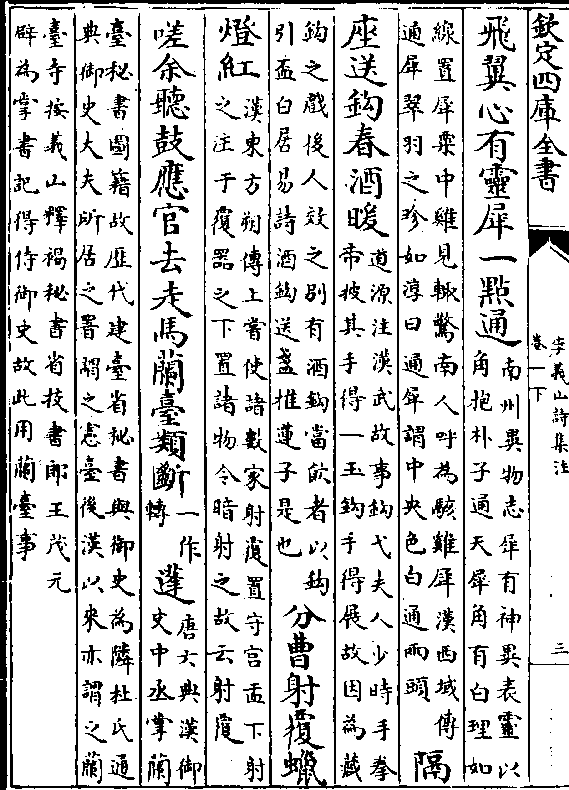 欽定四庫全書
李義山詩集注
卷一下
三
飛翼心有靈犀一點通
南州異物志犀有神異表靈以
角抱朴子通天犀角有白理如
線置犀粟中雞見輙驚南人呼為駭雞犀漢西域傳
通犀翠羽之珍如淳曰通犀謂中央色白通兩頭
隔
座送鈎春酒暖
道源注漢武故事鈎弋夫人少時手拳
帝披其手得一玉鈎手得展故因為藏
鈎之戲後人效之别有酒鈎當飲者以鈎
引盃白居易詩酒鈎送盞推蓮子是也
分曹射覆蠟
燈紅
漢東方朔傳上嘗使諸數家射覆置守宫盂下射
之注于覆器之下置諸物令暗射之故云射覆
嗟余聽鼓應官去走馬蘭臺類斷
一作
轉
蓬
唐六典漢御
史中丞掌蘭
臺秘書圖籍故歴代建臺省秘書與御史為隣杜氏通
典御史大夫所居之署謂之憲臺後漢以來亦謂之蘭
臺寺按義山釋褐秘書省校書郎王茂元
辟為掌書記得侍御史故此用蘭臺事